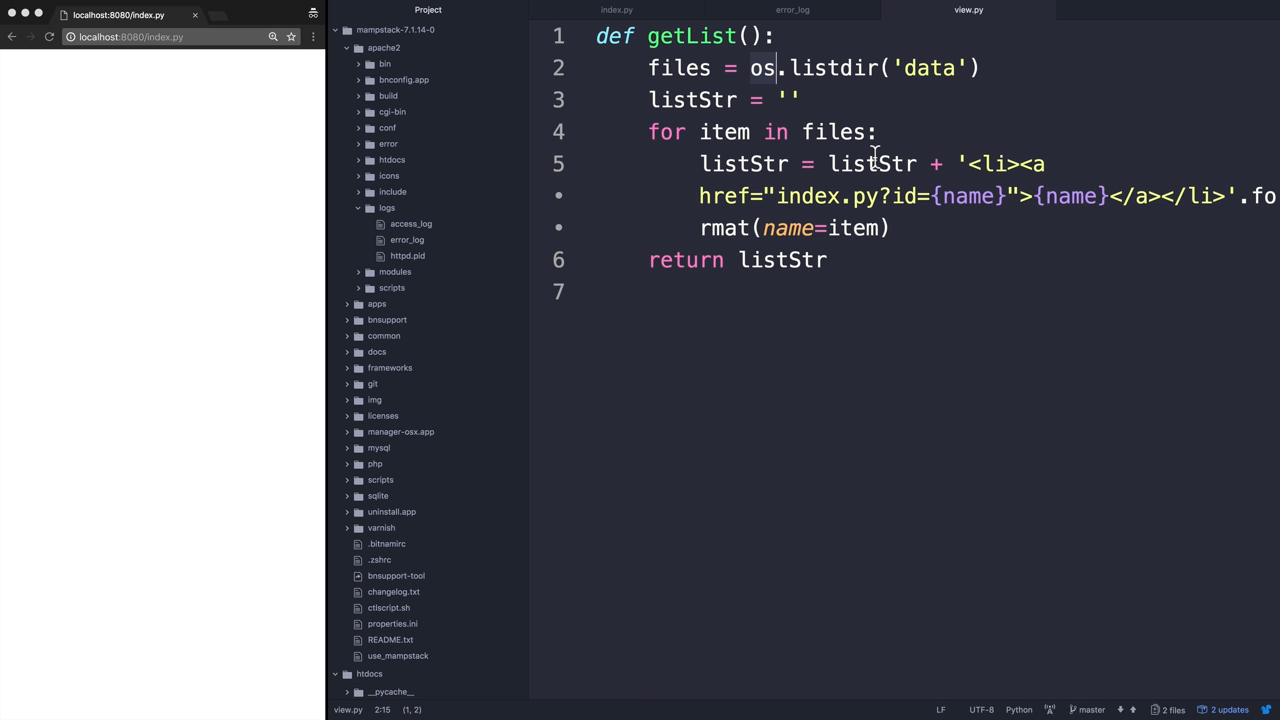 localhost:8080/index.py
localhost:8080/index.py
Project
mampstack-7.1.14-0
apache2
bin
bnconfig.app
build
cgi-bin
conf
error
htdocs
icons
include
logs
access_log
error_log
httpd.pid
modules
scripts
apps
bnsupport
common
docs
frameworks
git
img
licenses
manager-osx.app
mysql
php
scripts
sqlite
uninstall.app
varnish
.bitnamirc
.zshrc
bnsupport-tool
changelog.txt
ctlscript.sh
properties.ini
README.txt
use_mampstack
htdocs
__pycache__
index.py
error_log
view.py
1 def getList():
2 files = os.listdir('data')
3 listStr = ''
4 for item in files:
5 listStr = listStr + '<li><a
• href="index.py?id={name}">{name}</a></li>'.fo
• rmat(name=item)
6 return listStr
7
view.py 2:15 (1, 2)
LF UTF-8 Python master 2 files 2 updates